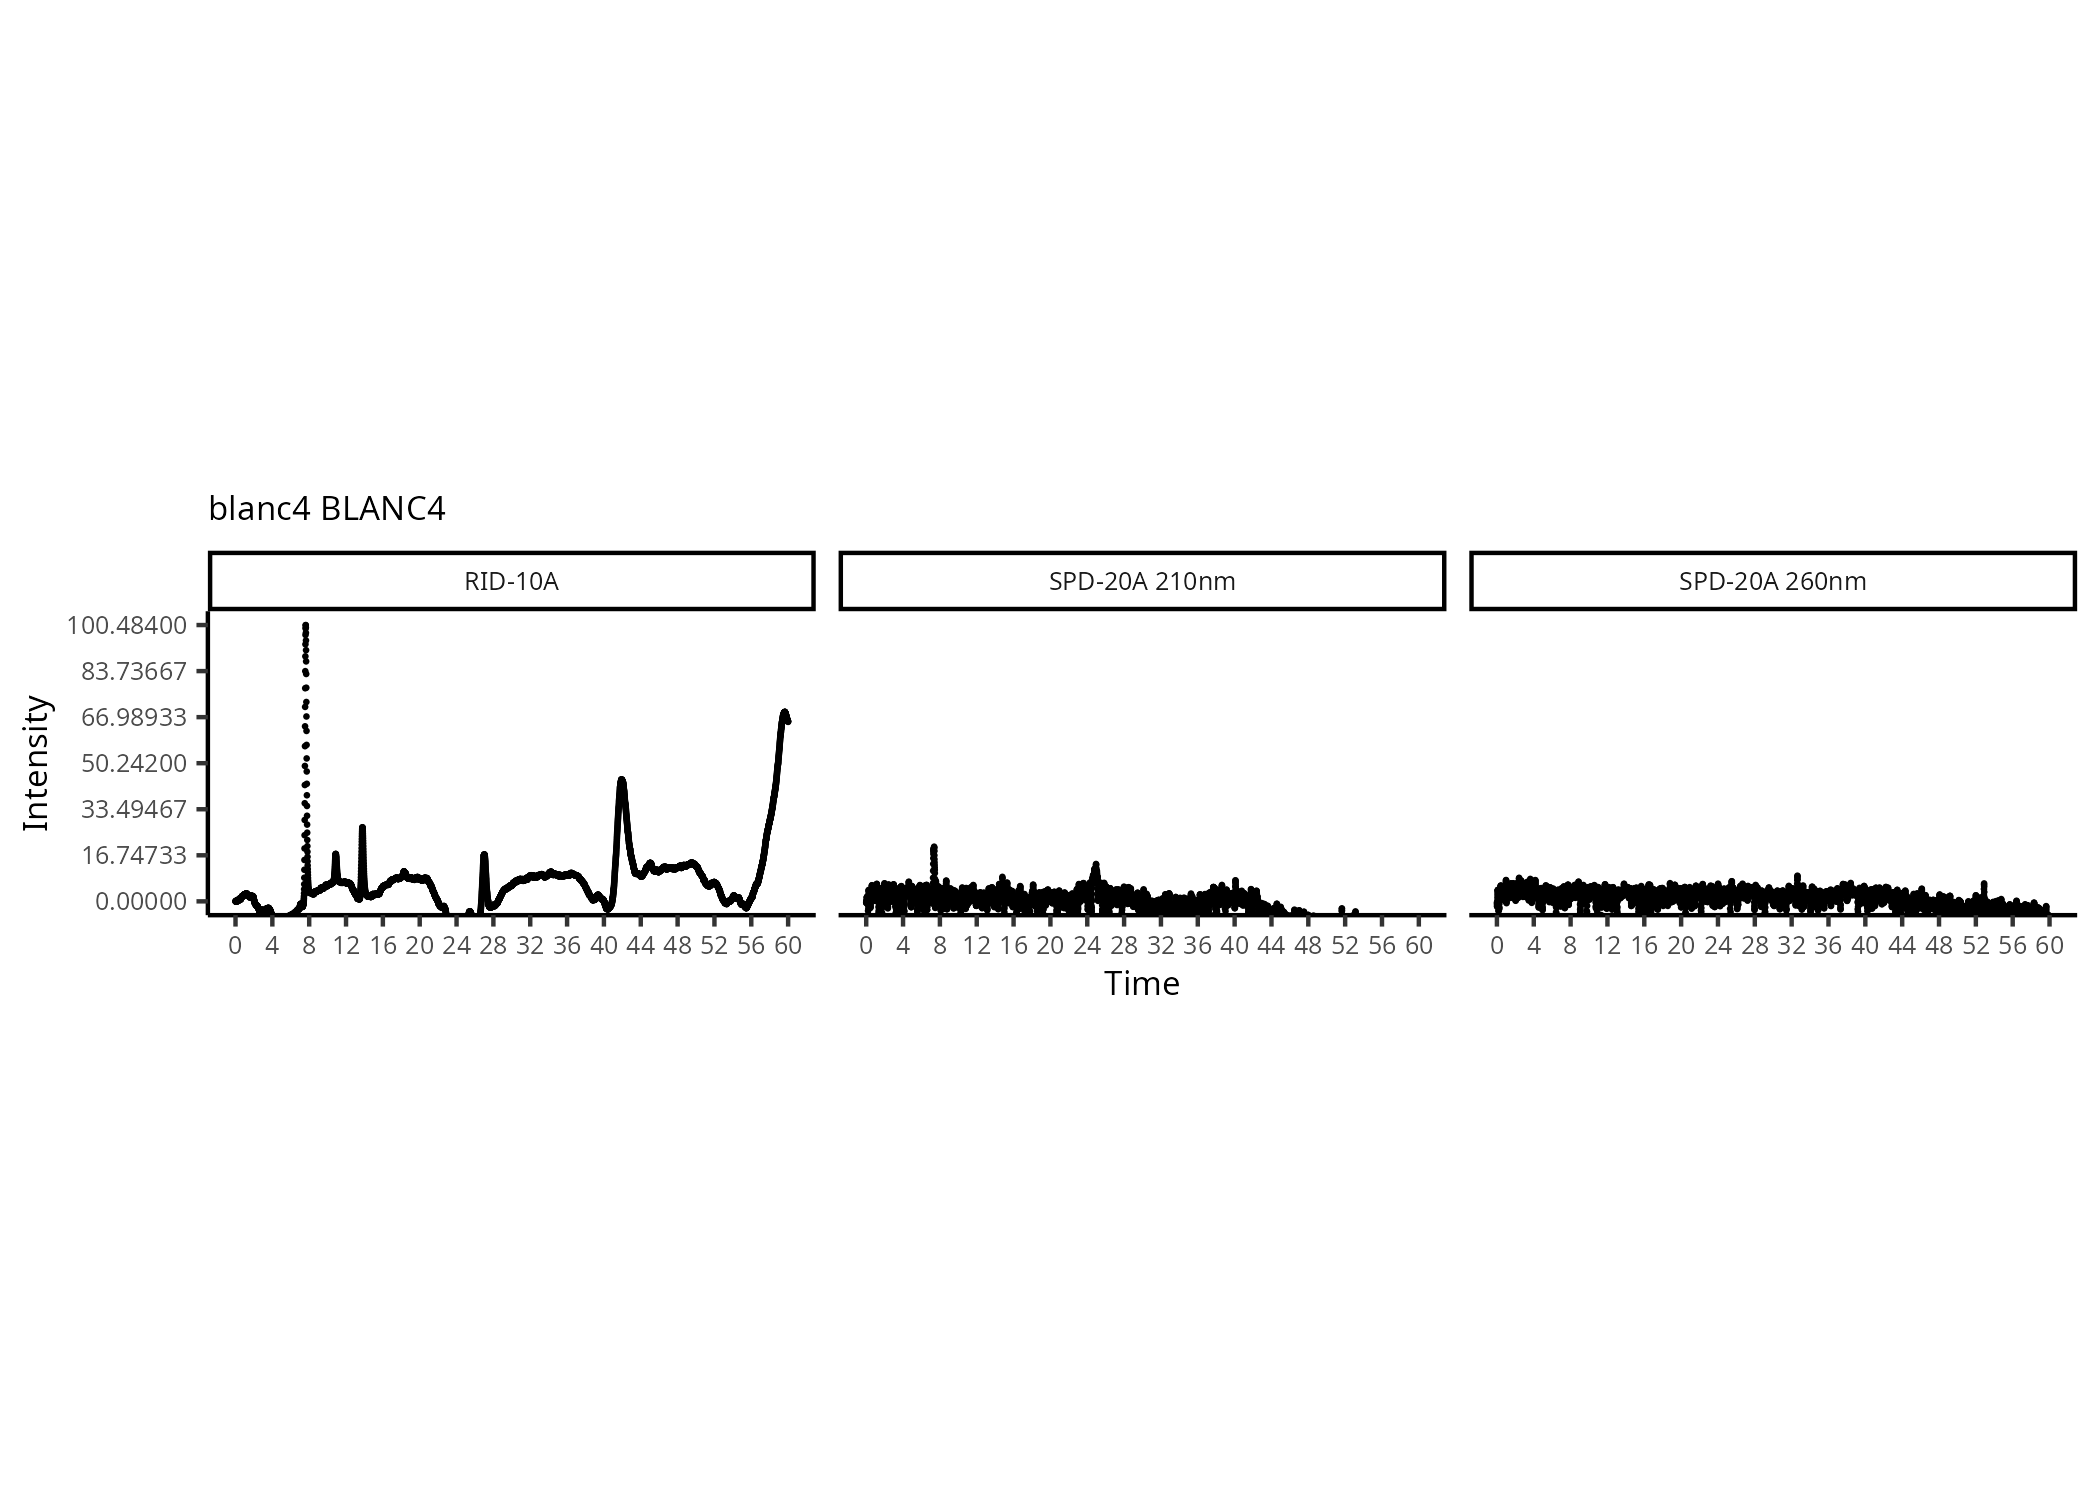 blanc4 BLANC4
RID-10A
SPD-20A 210nm
SPD-20A 260nm
Intensity
100.48400
83.73667
66.98933
50.24200
33.49467
16.74733
0.00000
0 4 8 12 16 20 24 28 32 36 40 44 48 52 56 60
0 4 8 12 16 20 24 28 32 36 40 44 48 52 56 60
0 4 8 12 16 20 24 28 32 36 40 44 48 52 56 60
Time